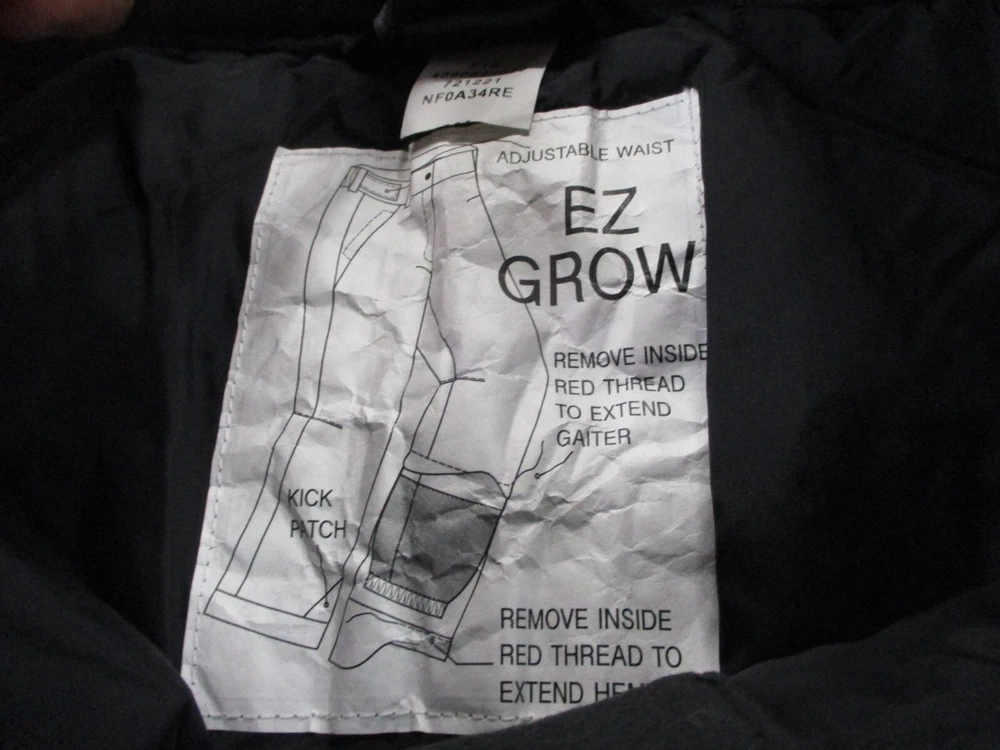 721221
NF0A34RE
ADJUSTABLE WAIST
EZ
GROW
REMOVE INSIDE
RED THREAD
TO EXTEND
GAITER
KICK
PATCH
REMOVE INSIDE
RED THREAD TO
EXTEND